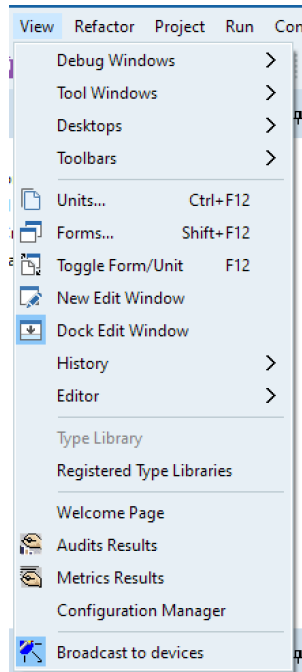 View Refactor Project Run
Debug Windows
Tool Windows
Desktops
Toolbars
Units... Ctrl+F12
Forms... Shift+F12
Toggle Form/Unit F12
New Edit Window
Dock Edit Window
History
Editor
Type Library
Registered Type Libraries
Welcome Page
Audits Results
Metrics Results
Configuration Manager
Broadcast to devices